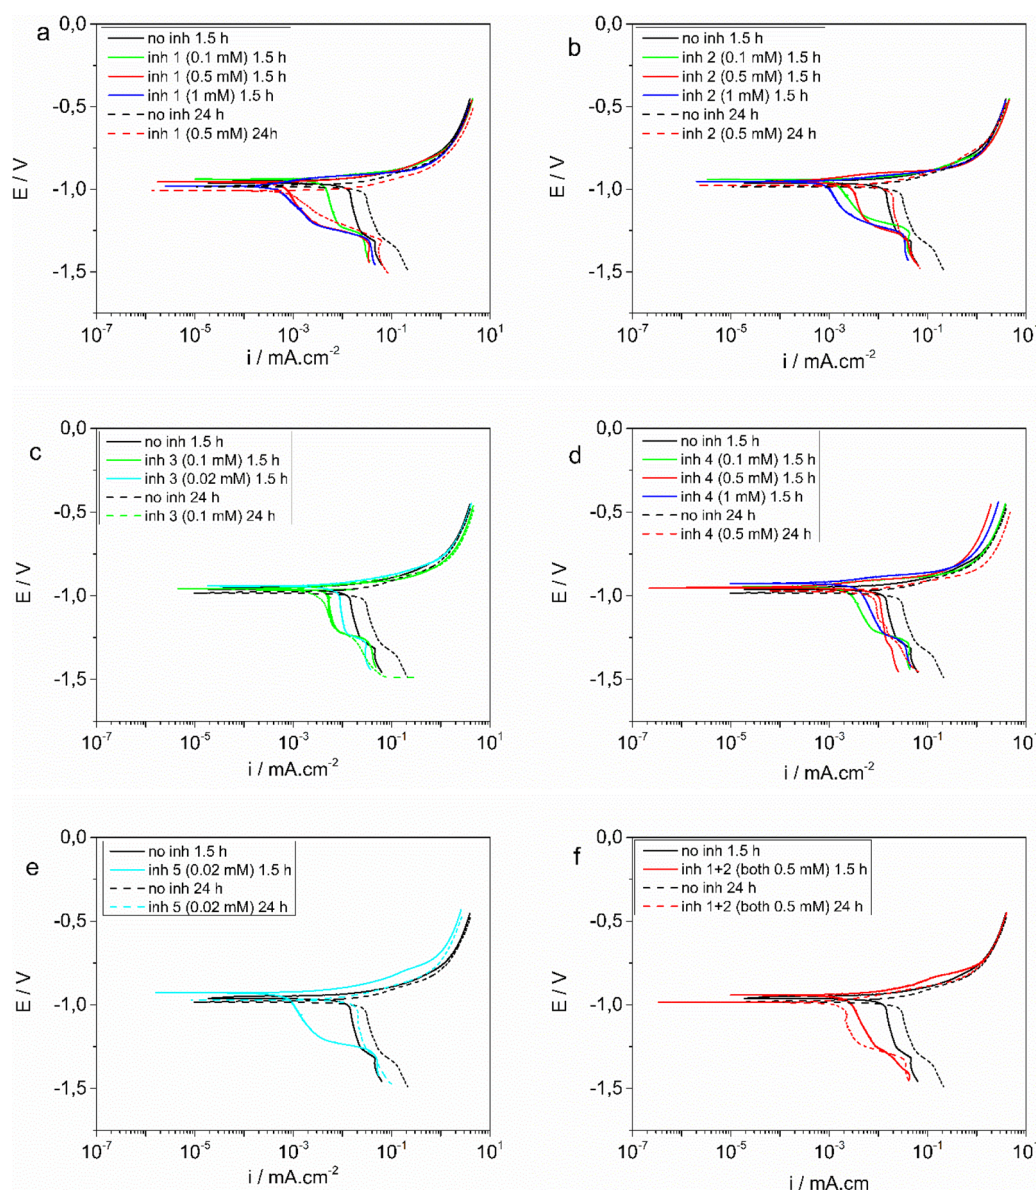 a
no inh 1.5 h
inh 1 (0.1 mM) 1.5 h
inh 1 (0.5 mM) 1.5 h
inh 1 (1 mM) 1.5 h
no inh 24 h
inh 1 (0.5 mM) 24h
0,0
-0,5
-1,0
-1,5
E / V
10⁻⁷ 10⁻⁵ 10⁻³ 10⁻¹ 10¹
i / mA.cm⁻²
b
no inh 1.5 h
inh 2 (0.1 mM) 1.5 h
inh 2 (0.5 mM) 1.5 h
inh 2 (1 mM) 1.5 h
no inh 24 h
inh 2 (0.5 mM) 24 h
0,0
-0,5
-1,0
-1,5
E / V
10⁻⁷ 10⁻⁵ 10⁻³ 10⁻¹ 10¹
i / mA.cm⁻²
c
no inh 1.5 h
inh 3 (0.1 mM) 1.5 h
inh 3 (0.02 mM) 1.5 h
no inh 24 h
inh 3 (0.1 mM) 24 h
0,0
-0,5
-1,0
-1,5
E / V
10⁻⁷ 10⁻⁵ 10⁻³ 10⁻¹ 10¹
i / mA.cm⁻²
d
no inh 1.5 h
inh 4 (0.1 mM) 1.5 h
inh 4 (0.5 mM) 1.5 h
inh 4 (1 mM) 1.5 h
no inh 24 h
inh 4 (0.5 mM) 24 h
0,0
-0,5
-1,0
-1,5
E / V
10⁻⁷ 10⁻⁵ 10⁻³ 10⁻¹ 10¹
i / mA.cm⁻²
e
no inh 1.5 h
inh 5 (0.02 mM) 1.5 h
no inh 24 h
inh 5 (0.02 mM) 24 h
0,0
-0,5
-1,0
-1,5
E / V
10⁻⁷ 10⁻⁵ 10⁻³ 10⁻¹ 10¹
i / mA.cm⁻²
f
no inh 1.5 h
inh 1+2 (both 0.5 mM) 1.5 h
no inh 24 h
inh 1+2 (both 0.5 mM) 24 h
0,0
-0,5
-1,0
-1,5
E / V
10⁻⁷ 10⁻⁵ 10⁻³ 10⁻¹ 10¹
i / mA.cm